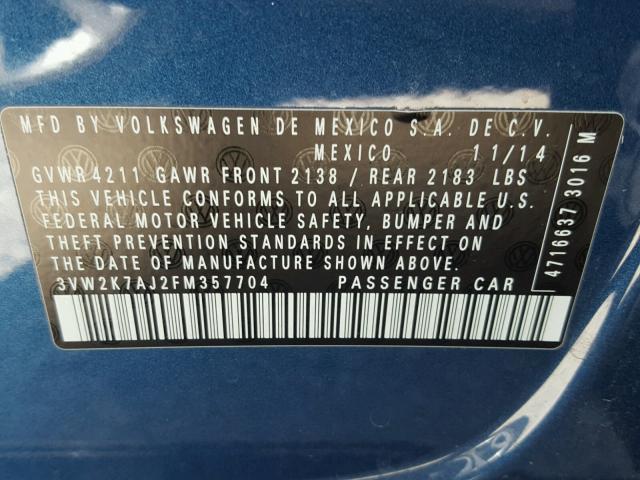 MFD BY VOLKSWAGEN DE MEXICO S.A. DE C.V.
MEXICO 11/14
GVWR 4211 GAWR FRONT 2138 / REAR 2183 LBS
THIS VEHICLE CONFORMS TO ALL APPLICABLE U.S.
FEDERAL MOTOR VEHICLE SAFETY, BUMPER AND
THEFT PREVENTION STANDARDS IN EFFECT ON
THE DATE OF MANUFACTURE SHOWN ABOVE.
3VW2K7AJ2FM357704 PASSENGER CAR
4716637 3016 M